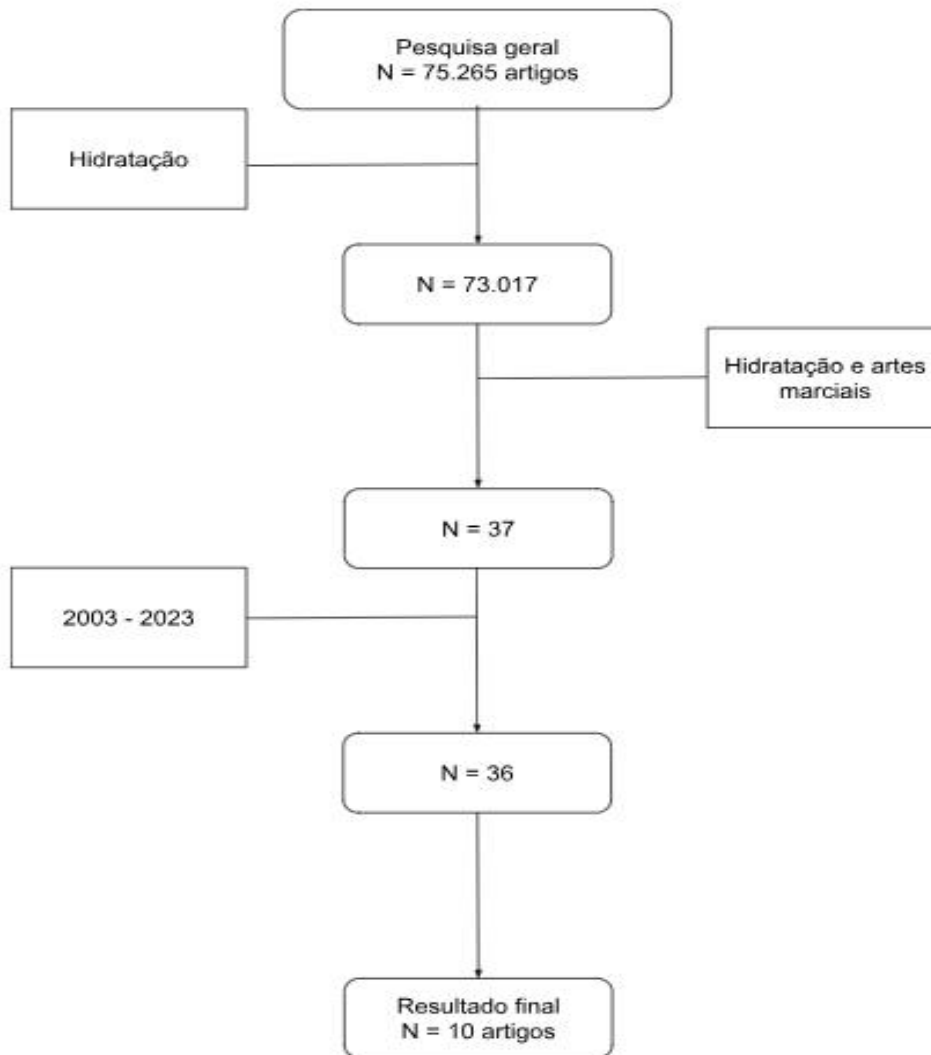 Pesquisa geral
N = 75.265 artigos
Hidratação
N = 73.017
Hidratação e artes
marciais
N = 37
2003 - 2023
N = 36
Resultado final
N = 10 artigos